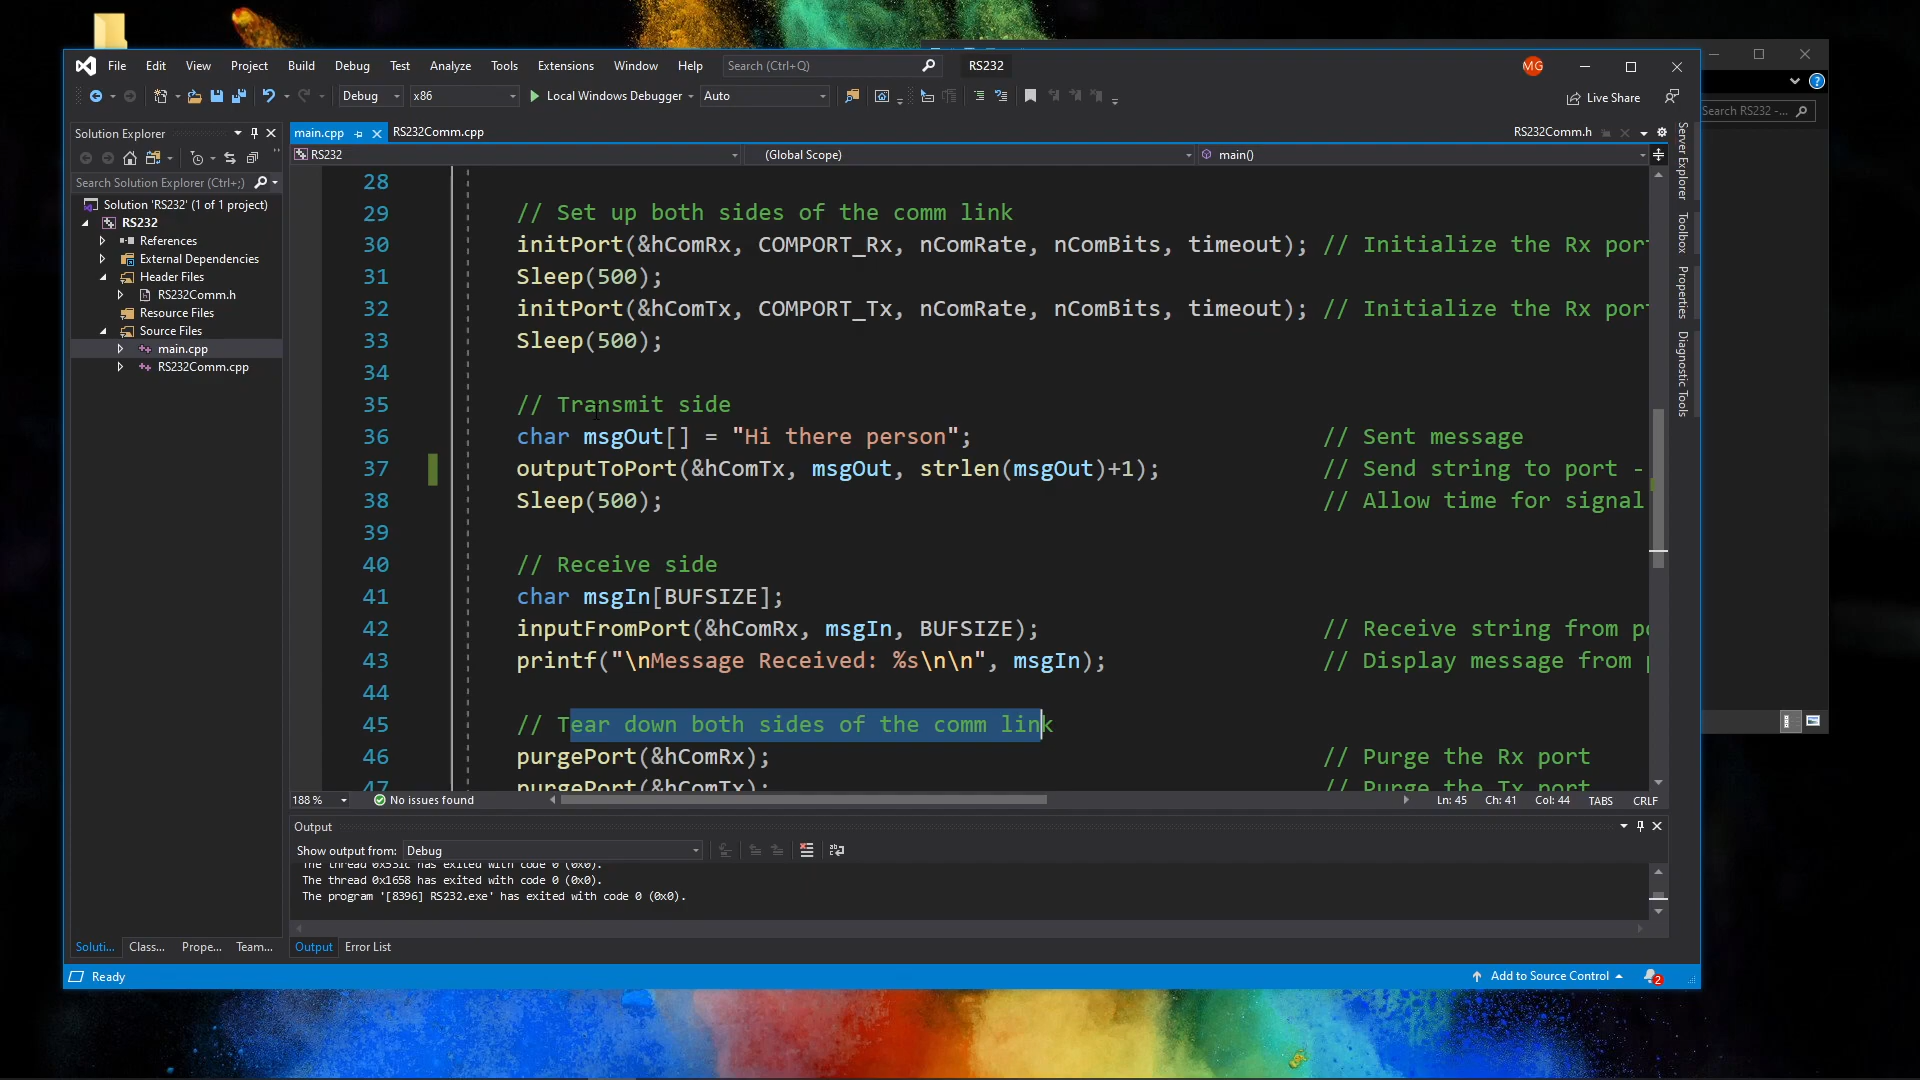 File Edit View Project Build Debug Test Analyze Tools Extensions Window Help Search (Ctrl+Q) RS232 MG
Debug x86 Local Windows Debugger Auto Live Share
Search RS232 -...
Solution Explorer
main.cpp RS232Comm.cpp RS232Comm.h
RS232 (Global Scope) main()
Search Solution Explorer (Ctrl+;)
Solution 'RS232' (1 of 1 project)
RS232
References
External Dependencies
Header Files
RS232Comm.h
Resource Files
Source Files
main.cpp
RS232Comm.cpp
28
29 // Set up both sides of the comm link
30 initPort(&hComRx, COMPORT_Rx, nComRate, nComBits, timeout); // Initialize the Rx port
31 Sleep(500);
32 initPort(&hComTx, COMPORT_Tx, nComRate, nComBits, timeout); // Initialize the Rx port
33 Sleep(500);
34
35 // Transmit side
36 char msgOut[] = "Hi there person"; // Sent message
37 outputToPort(&hComTx, msgOut, strlen(msgOut)+1); // Send string to port -
38 Sleep(500); // Allow time for signal
39
40 // Receive side
41 char msgIn[BUFSIZE];
42 inputFromPort(&hComRx, msgIn, BUFSIZE); // Receive string from po
43 printf("\nMessage Received: %s\n\n", msgIn); // Display message from p
44
45 // Tear down both sides of the comm link
46 purgePort(&hComRx); // Purge the Rx port
47 purgePort(&hComTx); // Purge the Tx port
188 % No issues found Ln: 45 Ch: 41 Col: 44 TABS CRLF
Server Explorer
Toolbox
Properties
Diagnostic Tools
Output
Show output from: Debug
The thread 0x551c has exited with code 0 (0x0).
The thread 0x1658 has exited with code 0 (0x0).
The program '[8396] RS232.exe' has exited with code 0 (0x0).
Soluti... Class... Prope... Team... Output Error List
Ready Add to Source Control 2